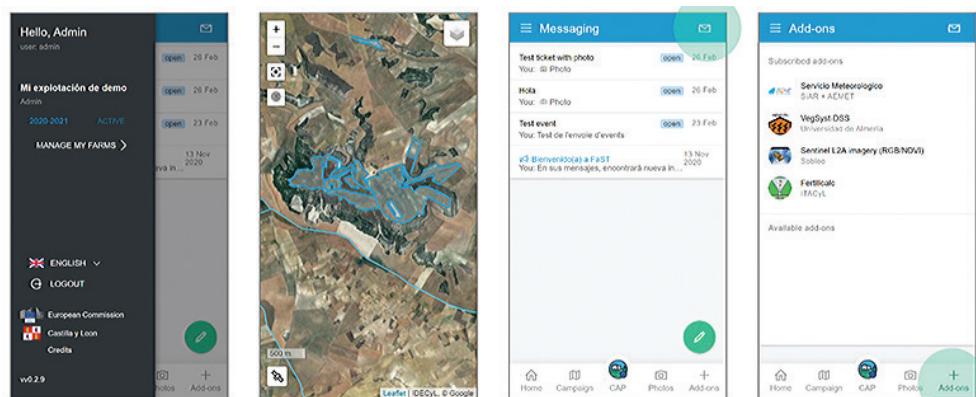 Hello, Admin
user: admin
Mi explotación de demo
Admin
2020-2021 ACTIVE
MANAGE MY FARMS
ENGLISH
LOGOUT
European Commission
Castilla y Leon
Credits
vv0.2.9
open 26 Feb
open 26 Feb
open 23 Feb
13 Nov
2020
eva in...
Photos
Add-ons
+
−
500 m
Leaflet | IDECyL, © Google
Messaging
Test ticket with photo open 26 Feb
You: Photo
Hola open 26 Feb
You: Photo
Test event open 23 Feb
You: Test de l'envoie d'events
Bienvenido(a) a FaST 13 Nov
2020
You: En sus mensajes, encontrará nueva in...
Home Campaign CAP Photos Add-ons
Add-ons
Subscribed add-ons
Servicio Meteorologico
SiAR + AEMET
VegSyst-DSS
Universidad de Almeria
Sentinel L2A imagery (RGB/NDVI)
Sobloo
Fertilicalc
ITACyL
Available add-ons
Home Campaign CAP Photos Add-ons